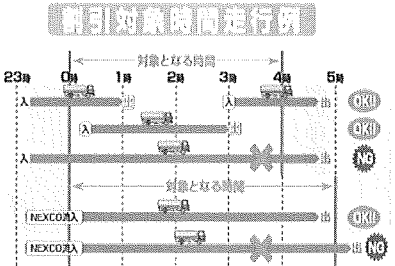 割引対象時間走行例
対象となる時間
23時 0時 1時 2時 3時 4時 5時
入 出 入 出 OK!!
入 出 OK!!
入 出 NG
対象となる時間
NEXCO流入 出 OK!!
NEXCO流入 出 NG